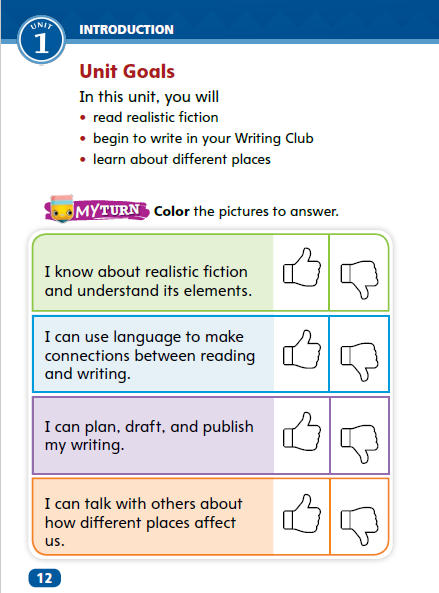 UNIT
1
INTRODUCTION
Unit Goals
In this unit, you will
• read realistic fiction
• begin to write in your Writing Club
• learn about different places
MY TURN Color the pictures to answer.
I know about realistic fiction
and understand its elements.
I can use language to make
connections between reading
and writing.
I can plan, draft, and publish
my writing.
I can talk with others about
how different places affect
us.
12